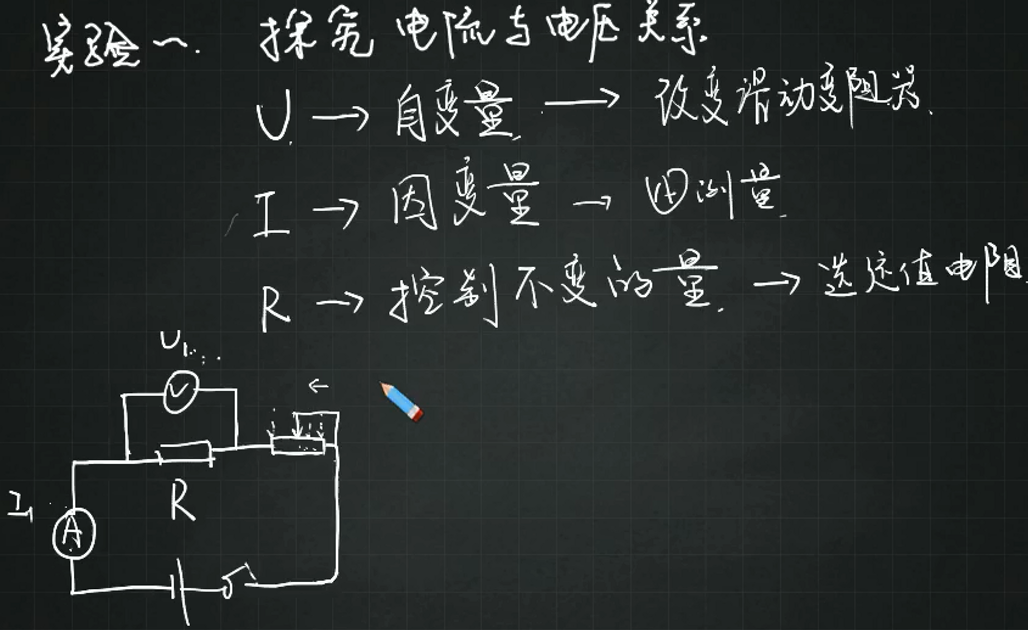 实验一. 探究电流与电压关系
U → 自变量. → 改变滑动变阻器.
I → 因变量 → 测量.
R → 控制不变的量. → 选定值电阻
U₁
V
←
R
I₁
A